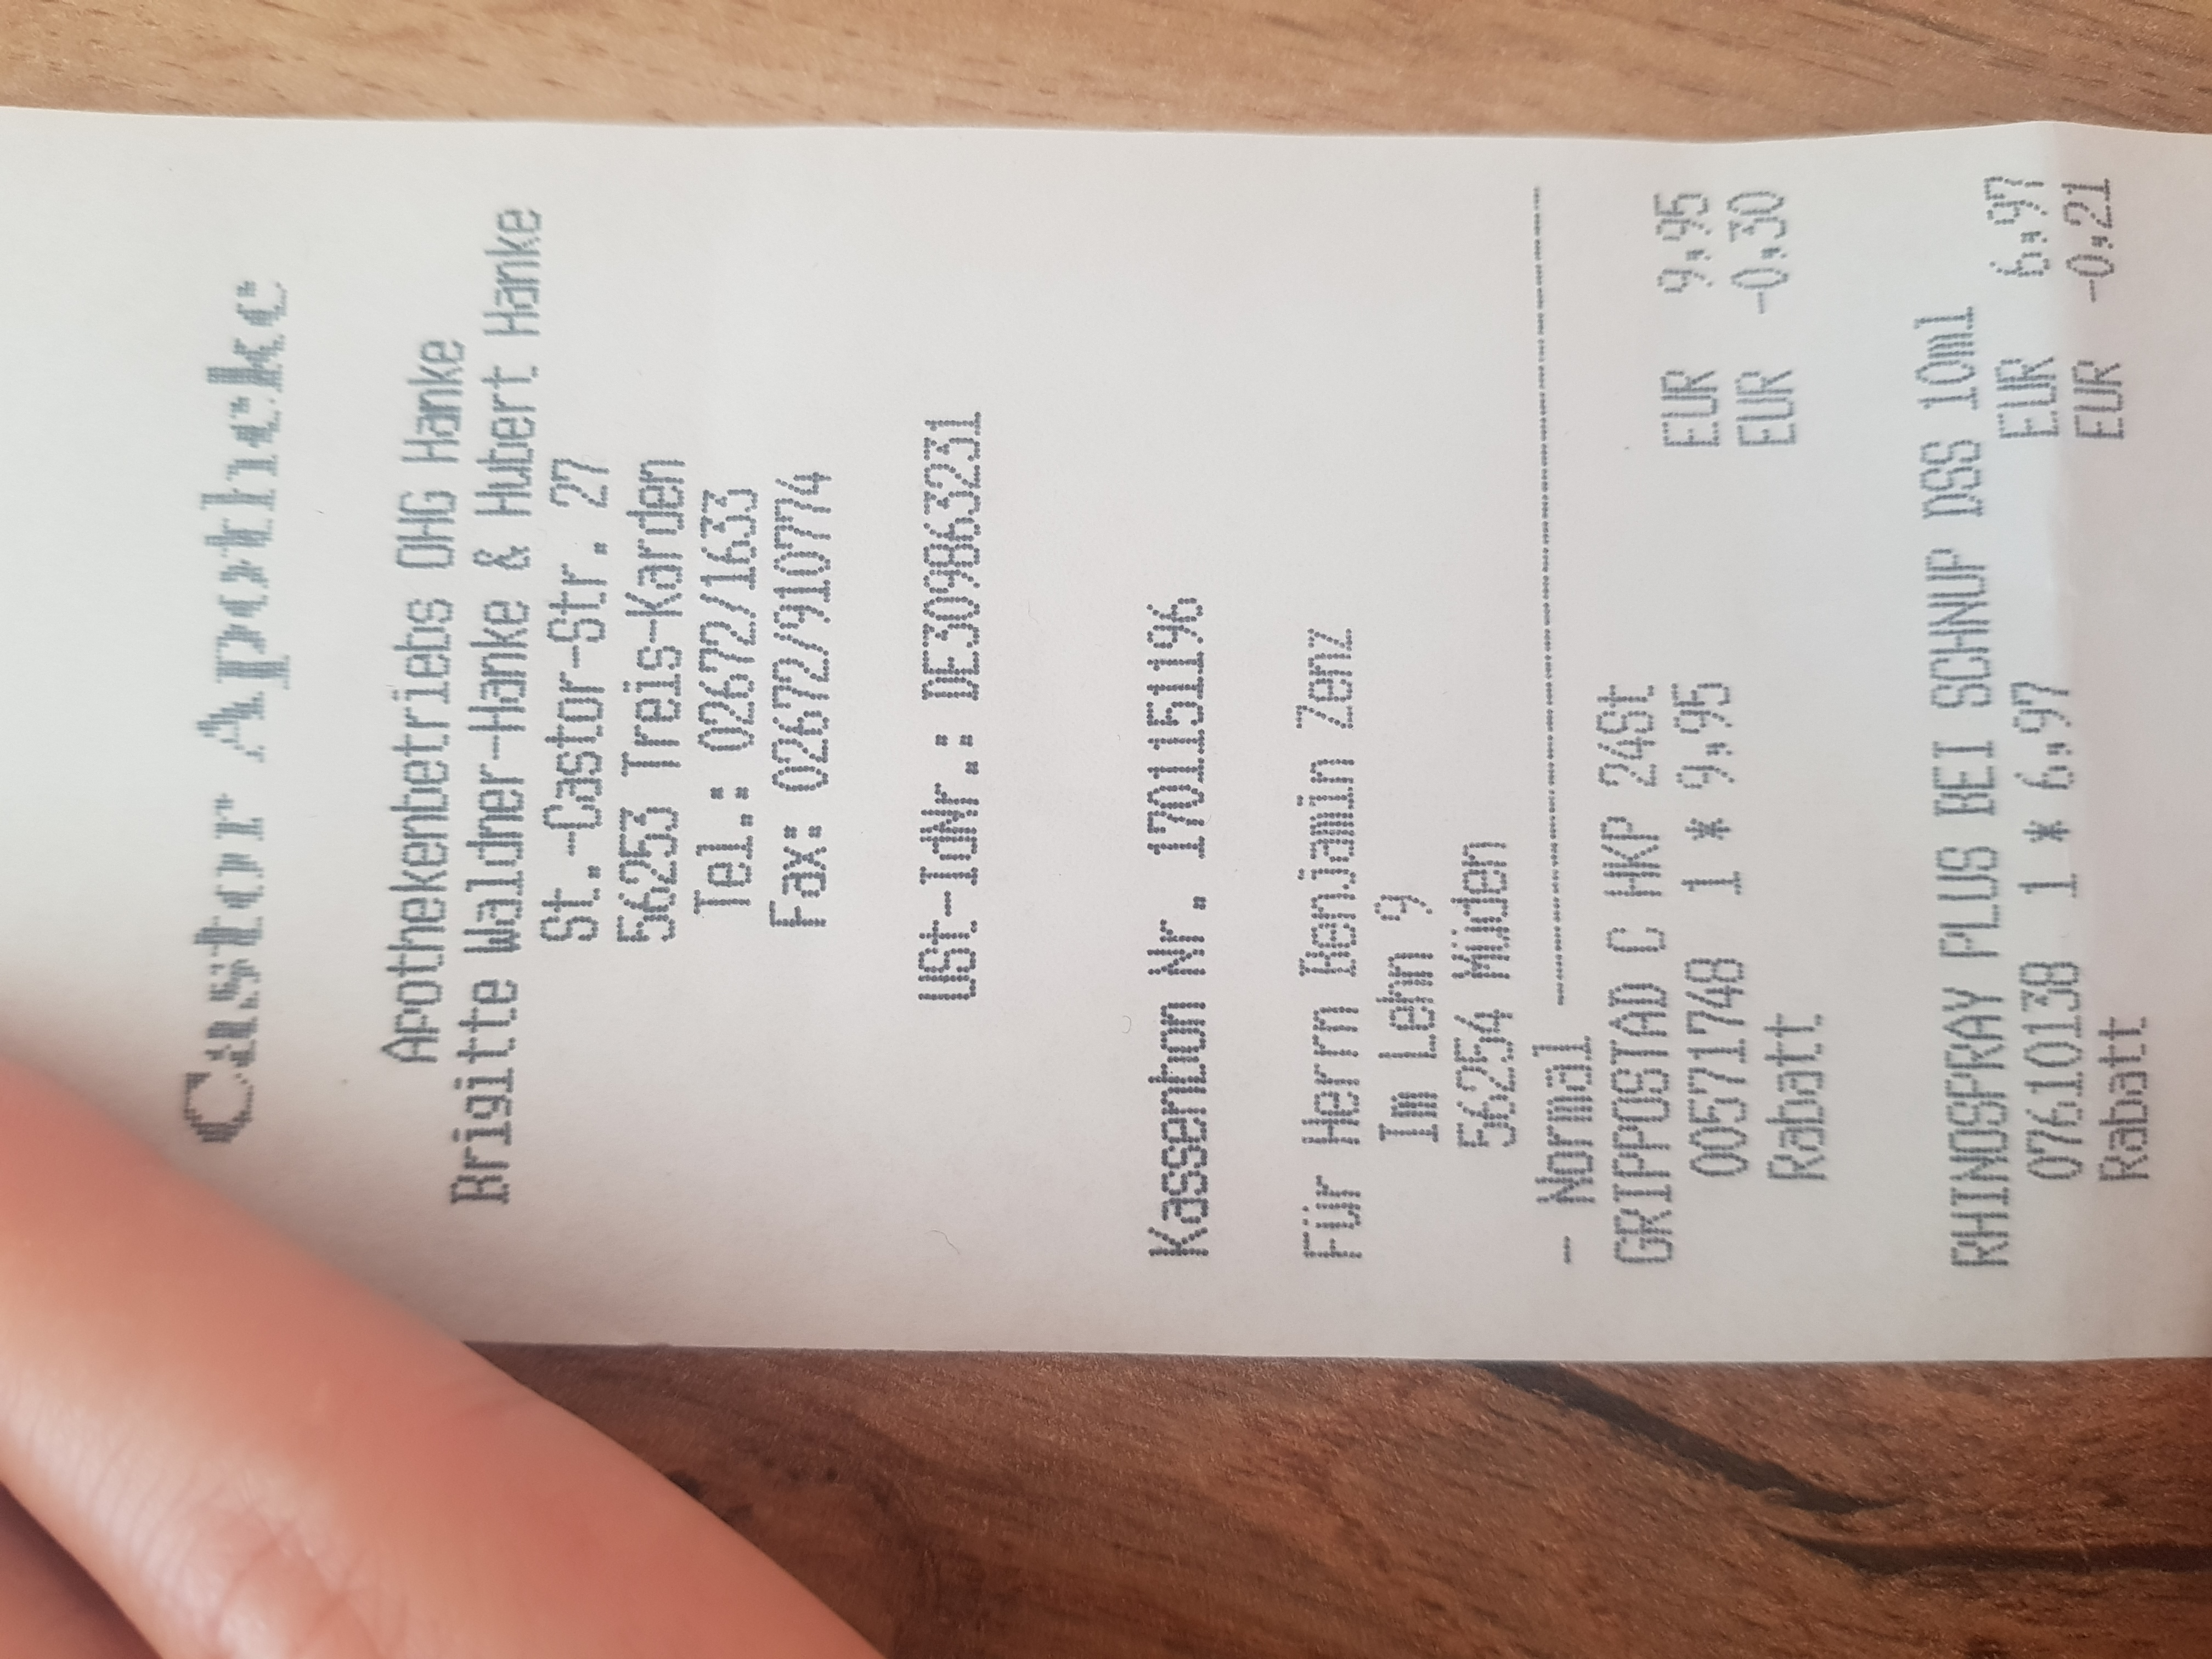 Castor Apotheke
Apothekenbetriebs OHG Hanke
Brigitte Waldner-Hanke & Hubert Hanke
St.-Castor-Str. 27
56253 Treis-Karden
Tel.: 02672/1633
Fax: 02672/910774
USt-IdNr.: DE309863231
Kassenbon Nr. 1701151196
Für Herrn Benjamin Zenz
Im Lehn 9
56254 Müden
- Normal
GRIPPOSTAD C HKP 24St
00571748 1 * 9,95 EUR 9,95
Rabatt EUR -0,30
RHINOSPRAY PLUS BEI SCHNUP DSS 10ml
07610138 1 * 6,97 EUR 6,97
Rabatt EUR -0,21